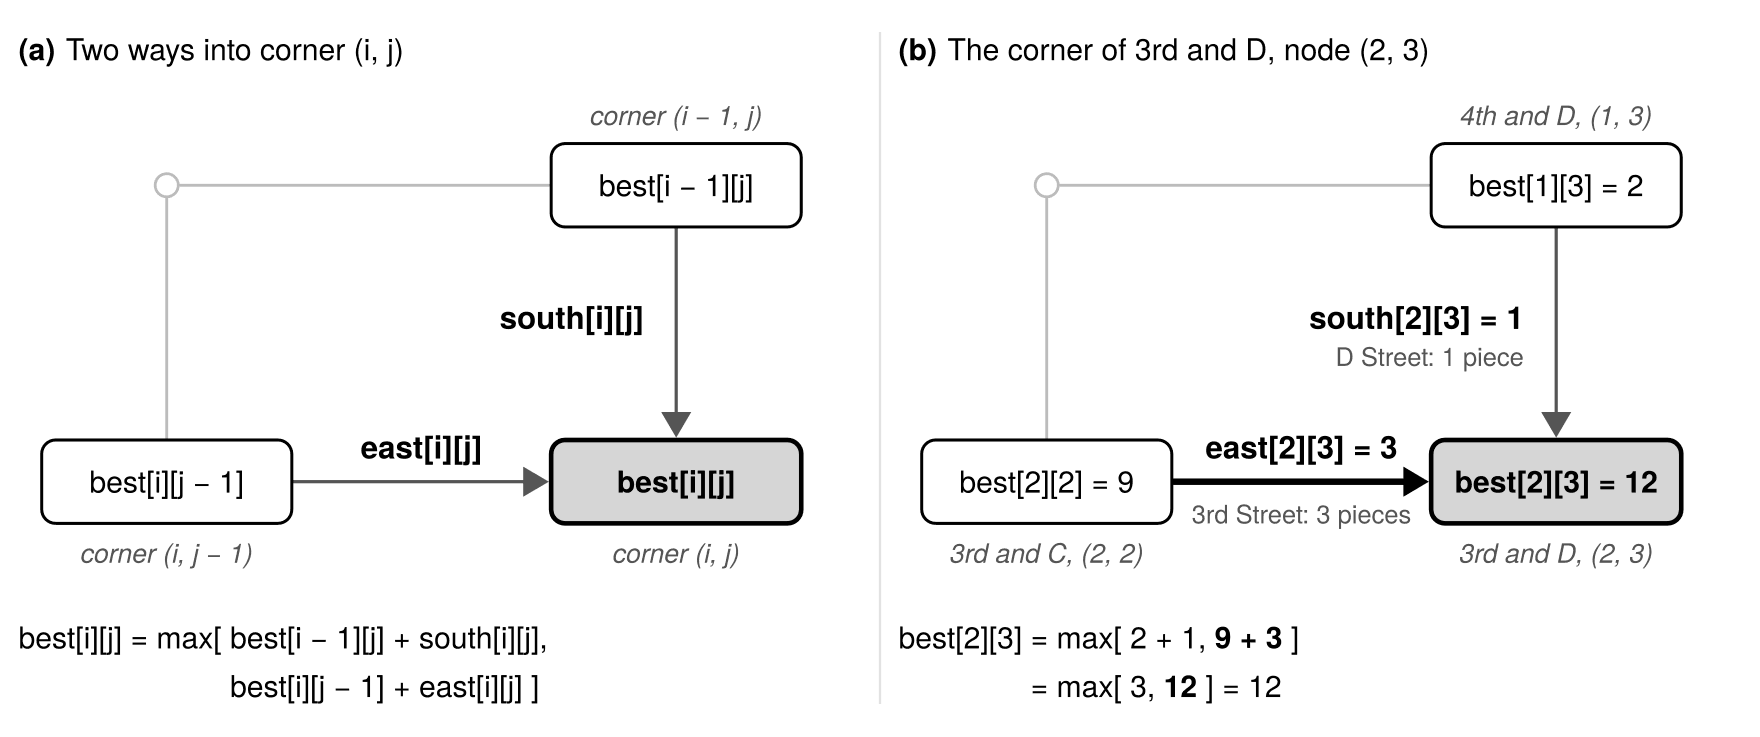 (a) Two ways into corner (i, j)
corner (i − 1, j)
best[i − 1][j]
south[i][j]
east[i][j]
best[i][j − 1]
best[i][j]
corner (i, j − 1)
corner (i, j)
best[i][j] = max[ best[i − 1][j] + south[i][j],
best[i][j − 1] + east[i][j] ]
(b) The corner of 3rd and D, node (2, 3)
4th and D, (1, 3)
best[1][3] = 2
south[2][3] = 1
D Street: 1 piece
east[2][3] = 3
best[2][2] = 9
best[2][3] = 12
3rd Street: 3 pieces
3rd and C, (2, 2)
3rd and D, (2, 3)
best[2][3] = max[ 2 + 1, 9 + 3 ]
= max[ 3, 12 ] = 12